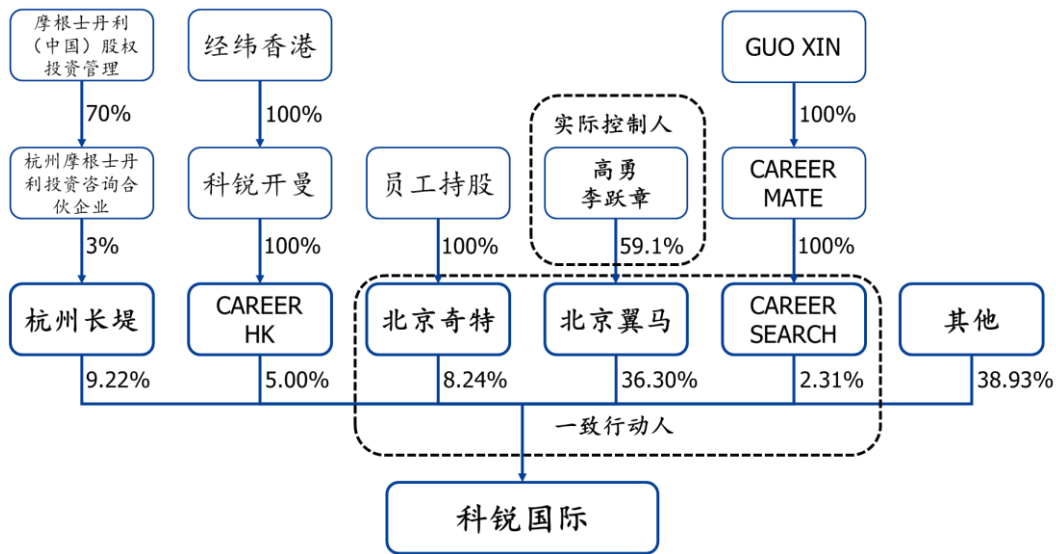 摩根士丹利
（中国）股权
投资管理
经纬香港
GUO XIN
70%
100%
100%
实际控制人
杭州摩根士丹
利投资咨询合
伙企业
科锐开曼
员工持股
高勇
李跃章
CAREER
MATE
3%
100%
100%
59.1%
100%
杭州长堤
CAREER
HK
北京奇特
北京翼马
CAREER
SEARCH
其他
9.22%
5.00%
8.24%
36.30%
2.31%
38.93%
一致行动人
科锐国际